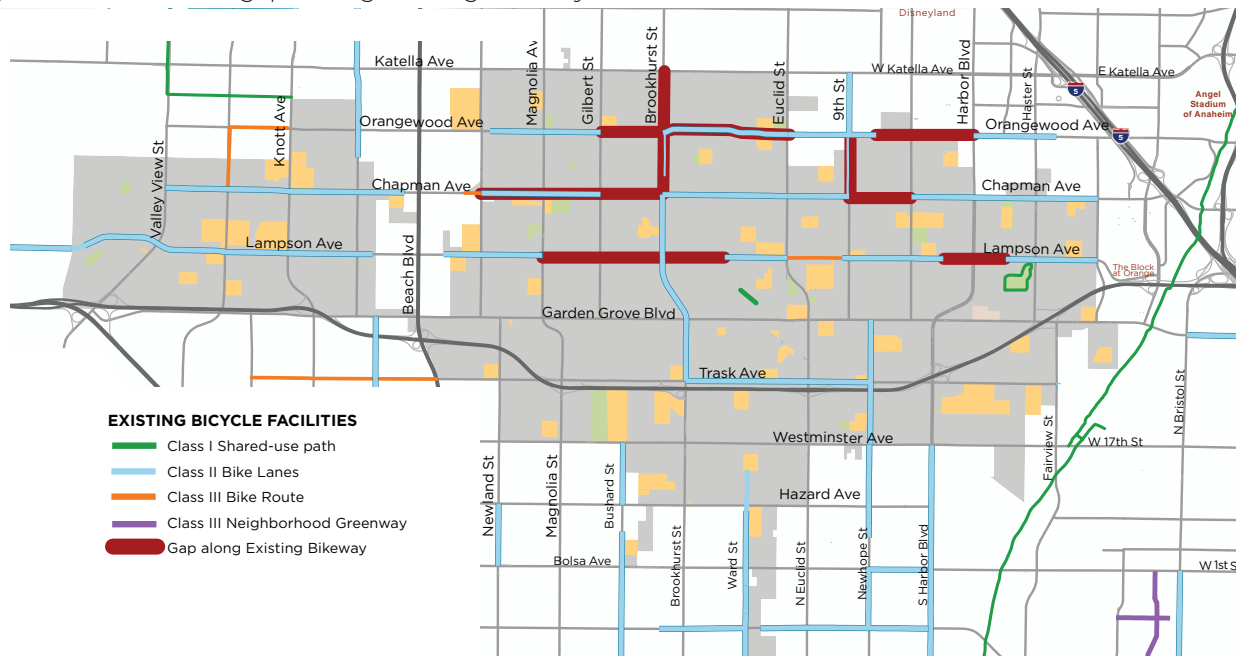 Disneyland
Katella Ave
W Katella Ave
E Katella Ave
Magnolia Av
Gilbert St
Brookhurst St
Euclid St
9th St
Harbor Blvd
Haster St
5
5
Angel
Stadium
of Anaheim
Knott Ave
Orangewood Ave
Orangewood Ave
Valley View St
Chapman Ave
Chapman Ave
Lampson Ave
Lampson Ave
Beach Blvd
The Block
at Orange
Garden Grove Blvd
Trask Ave
EXISTING BICYCLE FACILITIES
Class I Shared-use path
Class II Bike Lanes
Class III Bike Route
Class III Neighborhood Greenway
Gap along Existing Bikeway
Westminster Ave
W 17th St
Fairview St
N Bristol St
Newland St
Magnolia St
Bushard St
Hazard Ave
Bolsa Ave
Brookhurst St
Ward St
N Euclid St
Newhope St
S Harbor Blvd
W 1st S